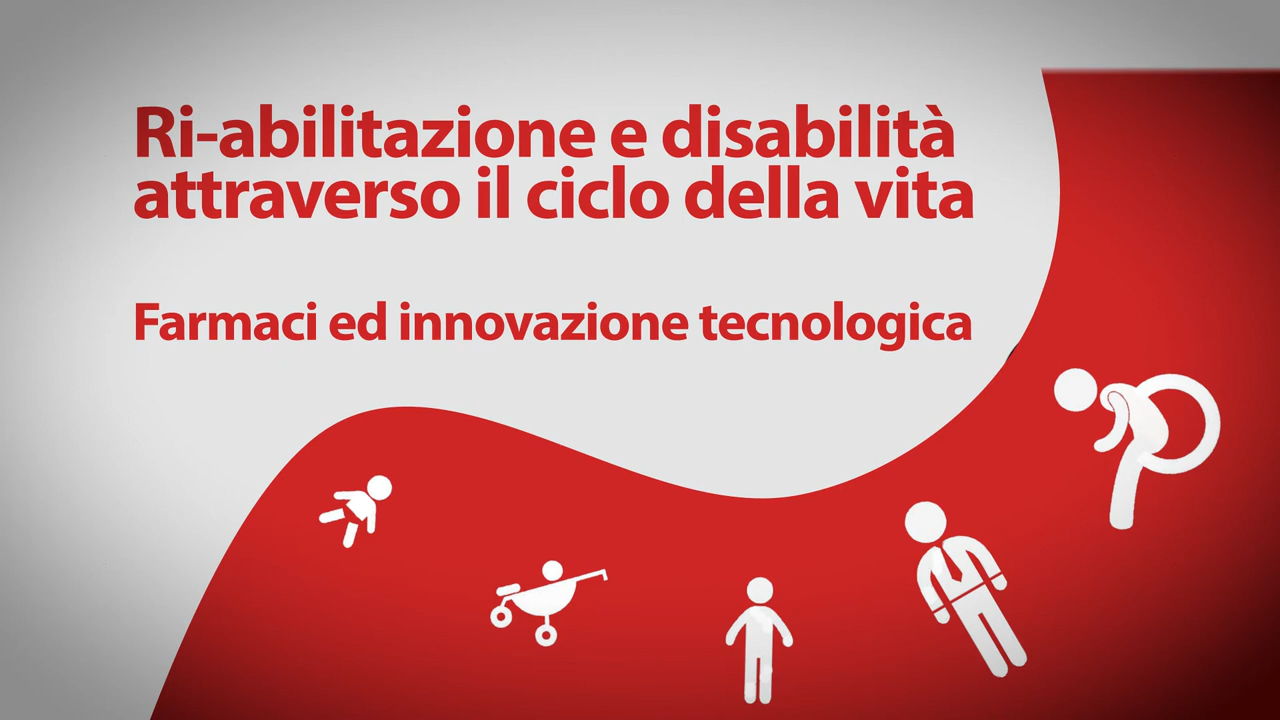 Ri-abilitazione e disabilità
attraverso il ciclo della vita
Farmaci ed innovazione tecnologica